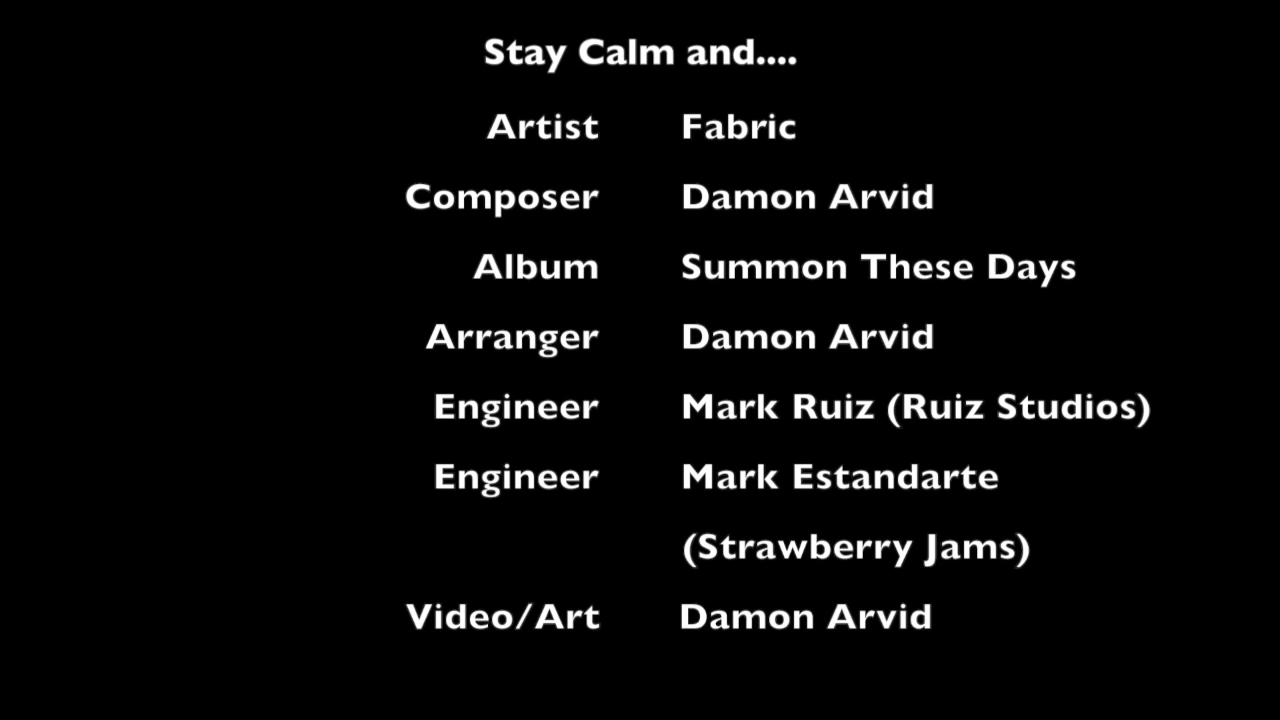 Stay Calm and....
Artist Fabric
Composer Damon Arvid
Album Summon These Days
Arranger Damon Arvid
Engineer Mark Ruiz (Ruiz Studios)
Engineer Mark Estandarte
(Strawberry Jams)
Video/Art Damon Arvid